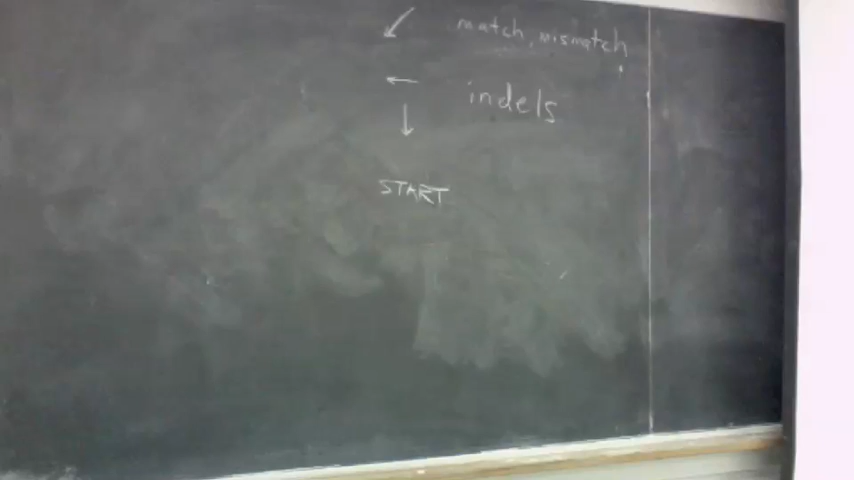 ↙ match, mismatch
← indels
↓
START